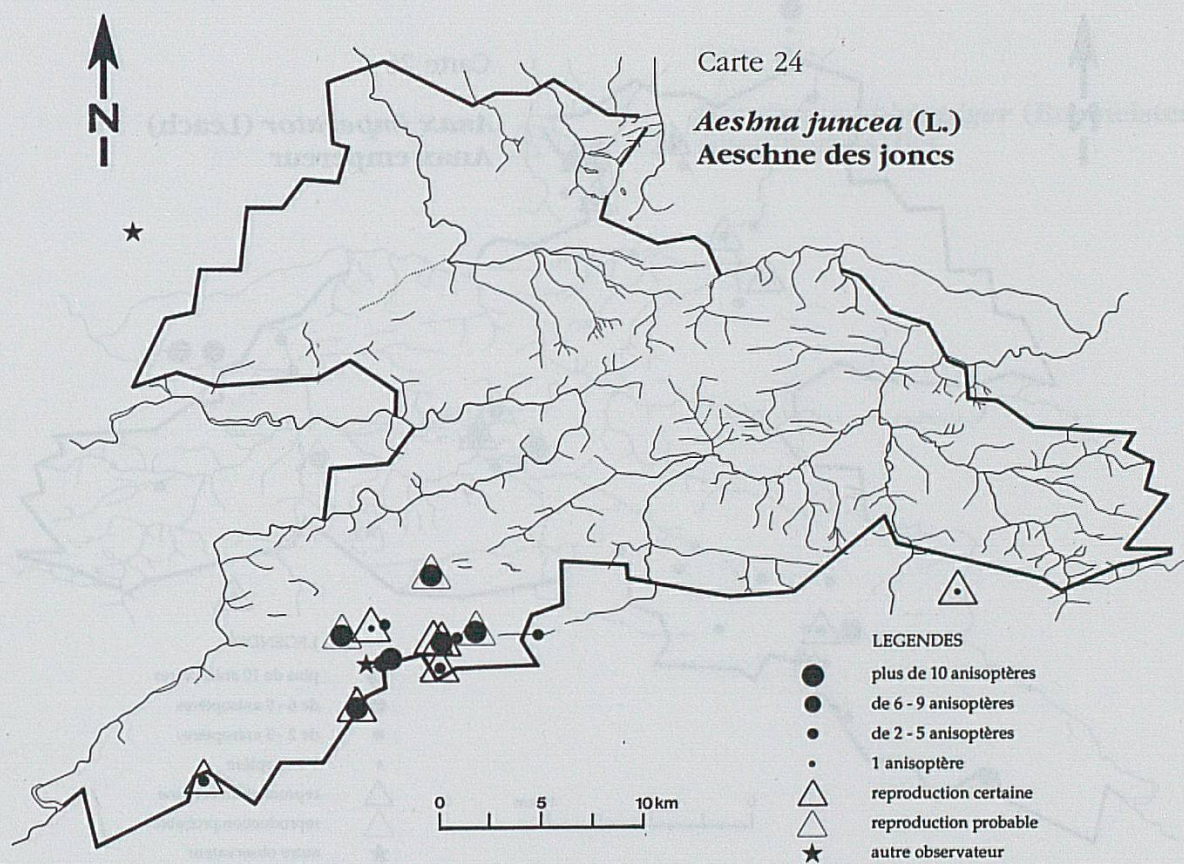 N
Carte 24
Aeshna juncea (L.)
Aeschne des joncs
LEGENDES
plus de 10 anisoptères
de 6 - 9 anisoptères
de 2 - 5 anisoptères
1 anisoptère
reproduction certaine
reproduction probable
autre observateur
0 5 10 km